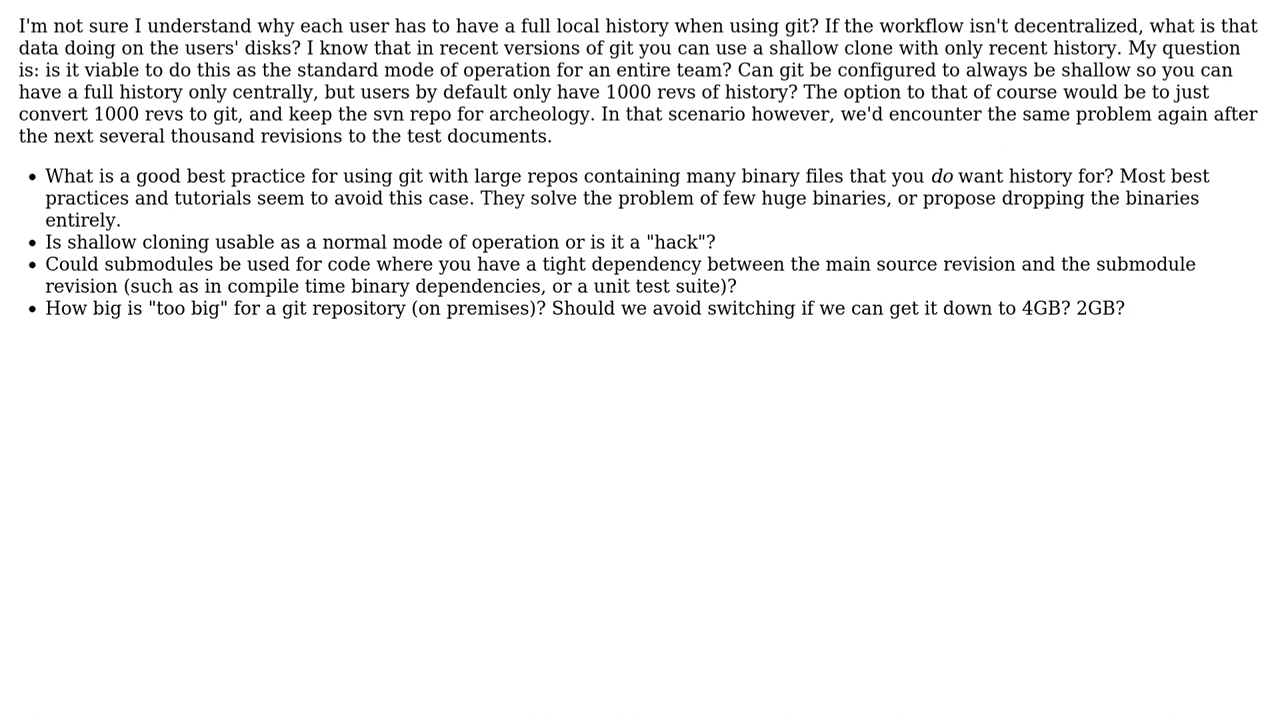 I'm not sure I understand why each user has to have a full local history when using git? If the workflow isn't decentralized, what is that
data doing on the users' disks? I know that in recent versions of git you can use a shallow clone with only recent history. My question
is: is it viable to do this as the standard mode of operation for an entire team? Can git be configured to always be shallow so you can
have a full history only centrally, but users by default only have 1000 revs of history? The option to that of course would be to just
convert 1000 revs to git, and keep the svn repo for archeology. In that scenario however, we'd encounter the same problem again after
the next several thousand revisions to the test documents.
• What is a good best practice for using git with large repos containing many binary files that you do want history for? Most best
practices and tutorials seem to avoid this case. They solve the problem of few huge binaries, or propose dropping the binaries
entirely.
• Is shallow cloning usable as a normal mode of operation or is it a "hack"?
• Could submodules be used for code where you have a tight dependency between the main source revision and the submodule
revision (such as in compile time binary dependencies, or a unit test suite)?
• How big is "too big" for a git repository (on premises)? Should we avoid switching if we can get it down to 4GB? 2GB?